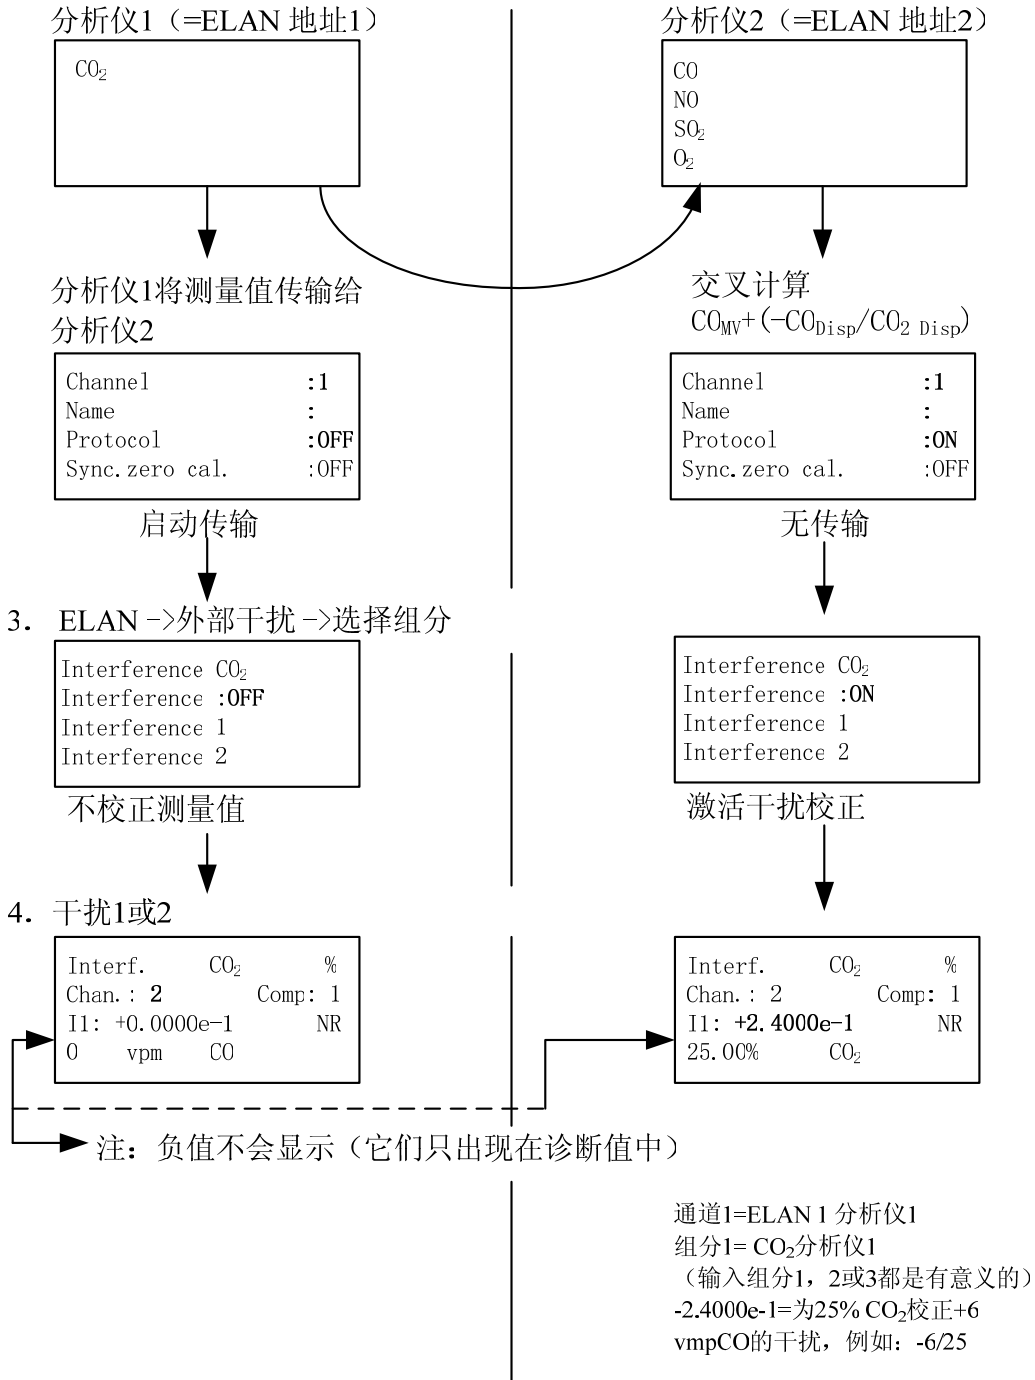 分析仪1（=ELAN 地址1）
CO₂
分析仪1将测量值传输给
分析仪2
Channel :1
Name :
Protocol :OFF
Sync.zero cal. :OFF
启动传输
3. ELAN ->外部干扰 ->选择组分
Interference CO₂
Interference :OFF
Interference 1
Interference 2
不校正测量值
4. 干扰1或2
Interf. CO₂ %
Chan.: 2 Comp: 1
I1: +0.0000e-1 NR
0 vpm CO
注：负值不会显示（它们只出现在诊断值中）
分析仪2（=ELAN 地址2）
CO
NO
SO₂
O₂
交叉计算
CO_MV+(-CO_Disp/CO_2 Disp)
Channel :1
Name :
Protocol :ON
Sync.zero cal. :OFF
无传输
Interference CO₂
Interference :ON
Interference 1
Interference 2
激活干扰校正
Interf. CO₂ %
Chan.: 2 Comp: 1
I1: +2.4000e-1 NR
25.00% CO₂
通道1=ELAN 1 分析仪1
组分1= CO₂分析仪1
（输入组分1，2或3都是有意义的）
-2.4000e-1=为25% CO₂校正+6
vmpCO的干扰，例如：-6/25